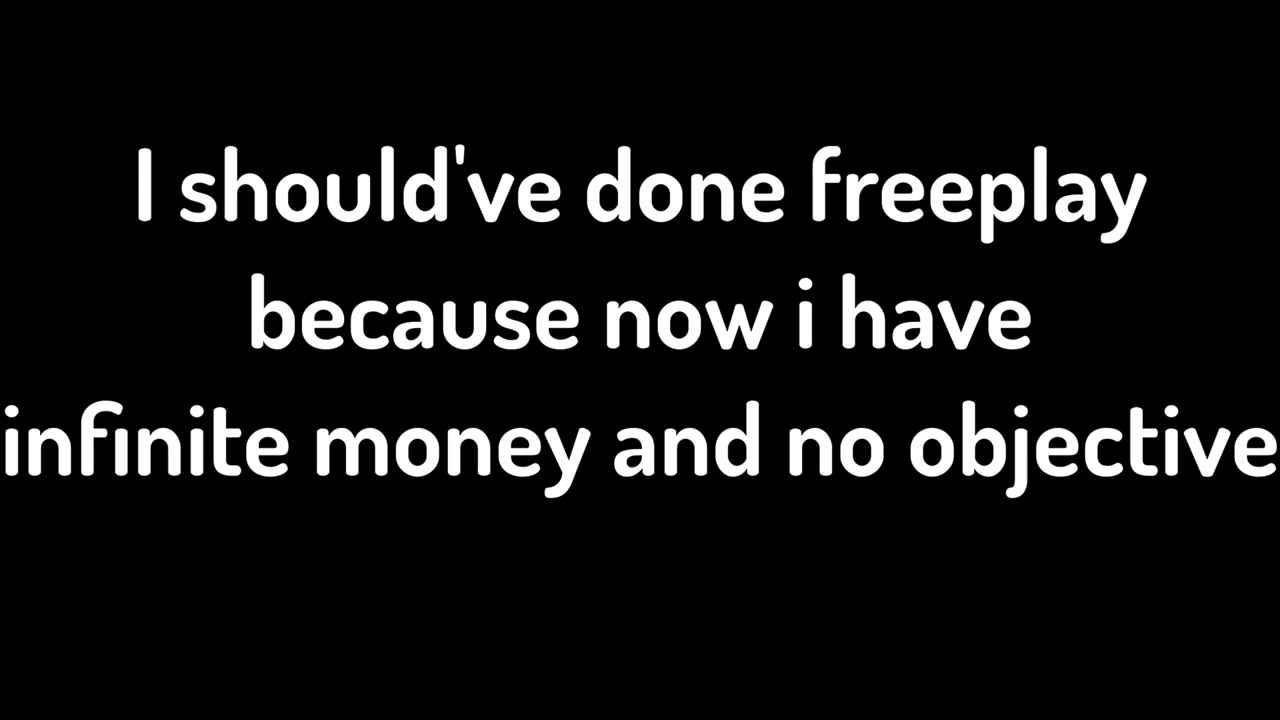 I should've done freeplay
because now i have
infinite money and no objective